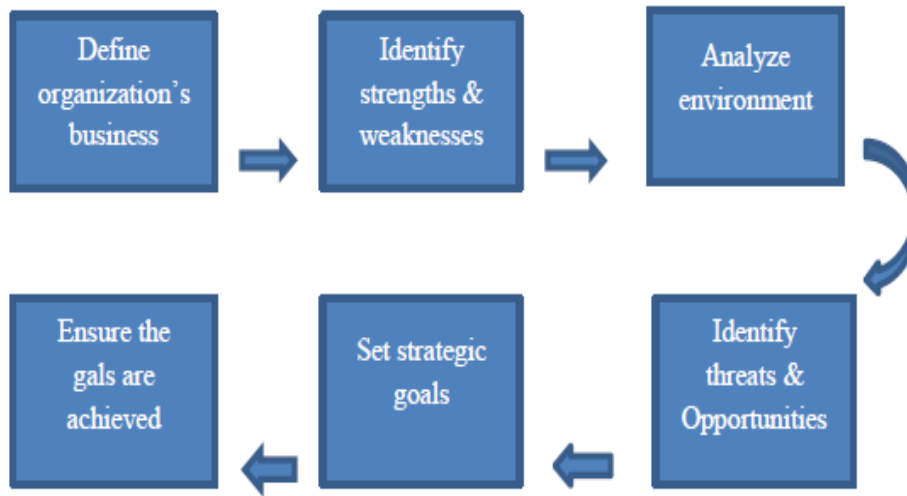 Define
organization's
business
Identify
strengths &
weaknesses
Analyze
environment
Identify
threats &
Opportunities
Set strategic
goals
Ensure the
gals are
achieved